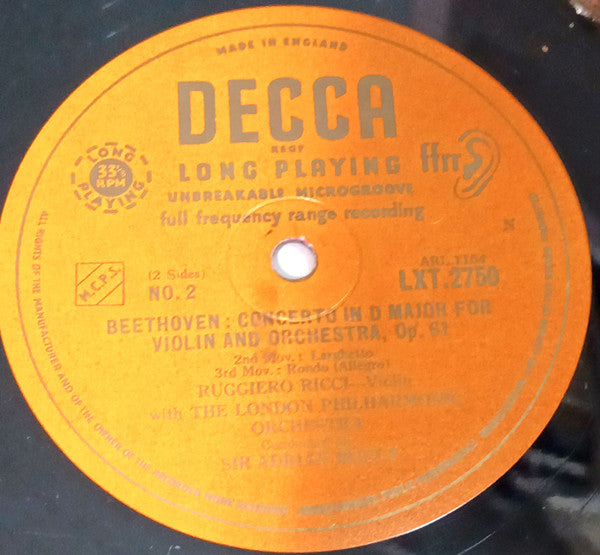 MADE IN ENGLAND
DECCA
REGD
LONG PLAYING
ffrr
UNBREAKABLE MICROGROOVE
full frequency range recording
LONG
33⅓
RPM
PLAYING
N
M.C.P.S.
(2 Sides)
NO. 2
LXT.2750
BEETHOVEN: CONCERTO IN D MAJOR FOR
VIOLIN AND ORCHESTRA, Op. 61
2nd Mov.: Larghetto
3rd Mov.: Rondo (Allegro)
RUGGIERO RICCI—Violin
with THE LONDON PHILHARMONIC
ORCHESTRA
SIR ADRIAN
ALL RIGHTS OF THE MANUFACTURER AND OF THE OWNER OF THE RECORDED WORK RESERVED